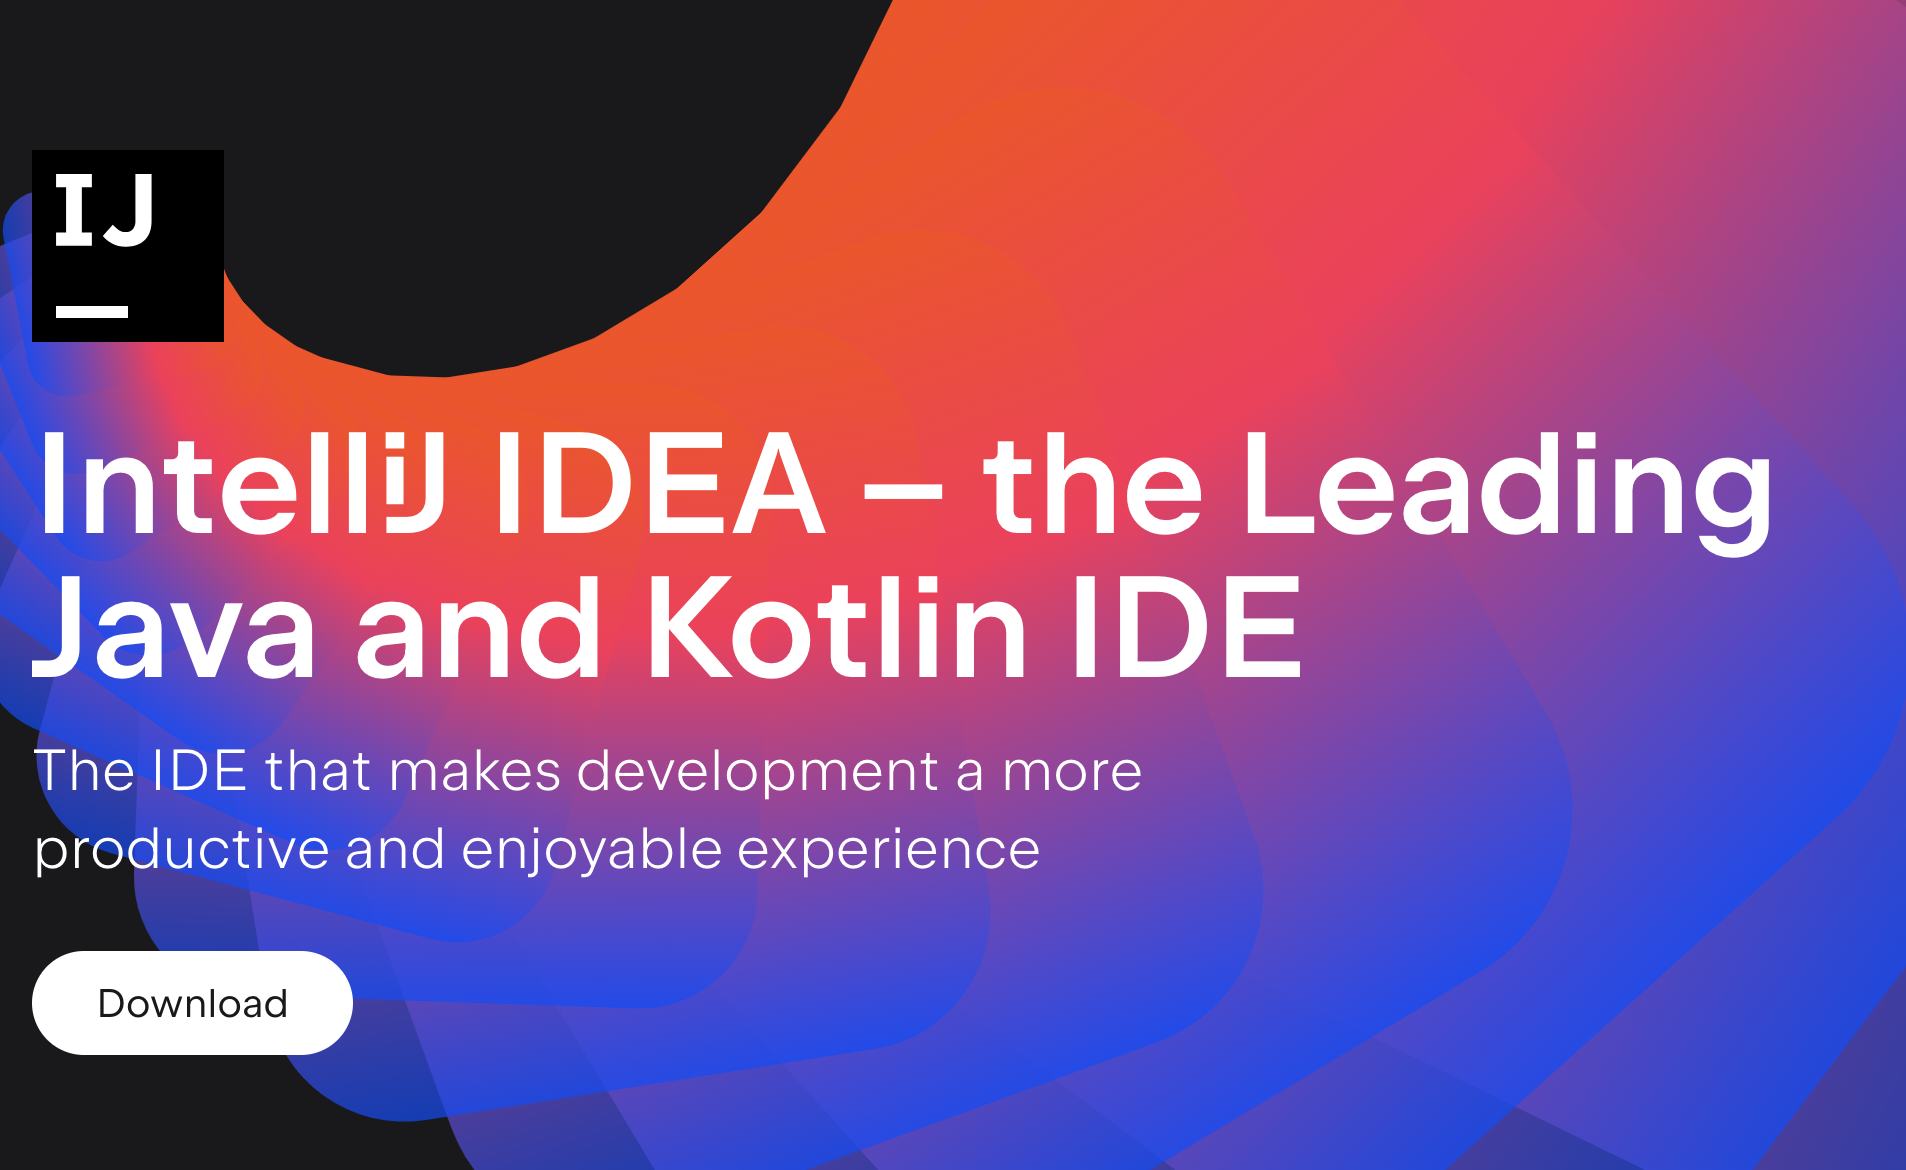 IJ
IntelliJ IDEA – the Leading
Java and Kotlin IDE
The IDE that makes development a more
productive and enjoyable experience
Download